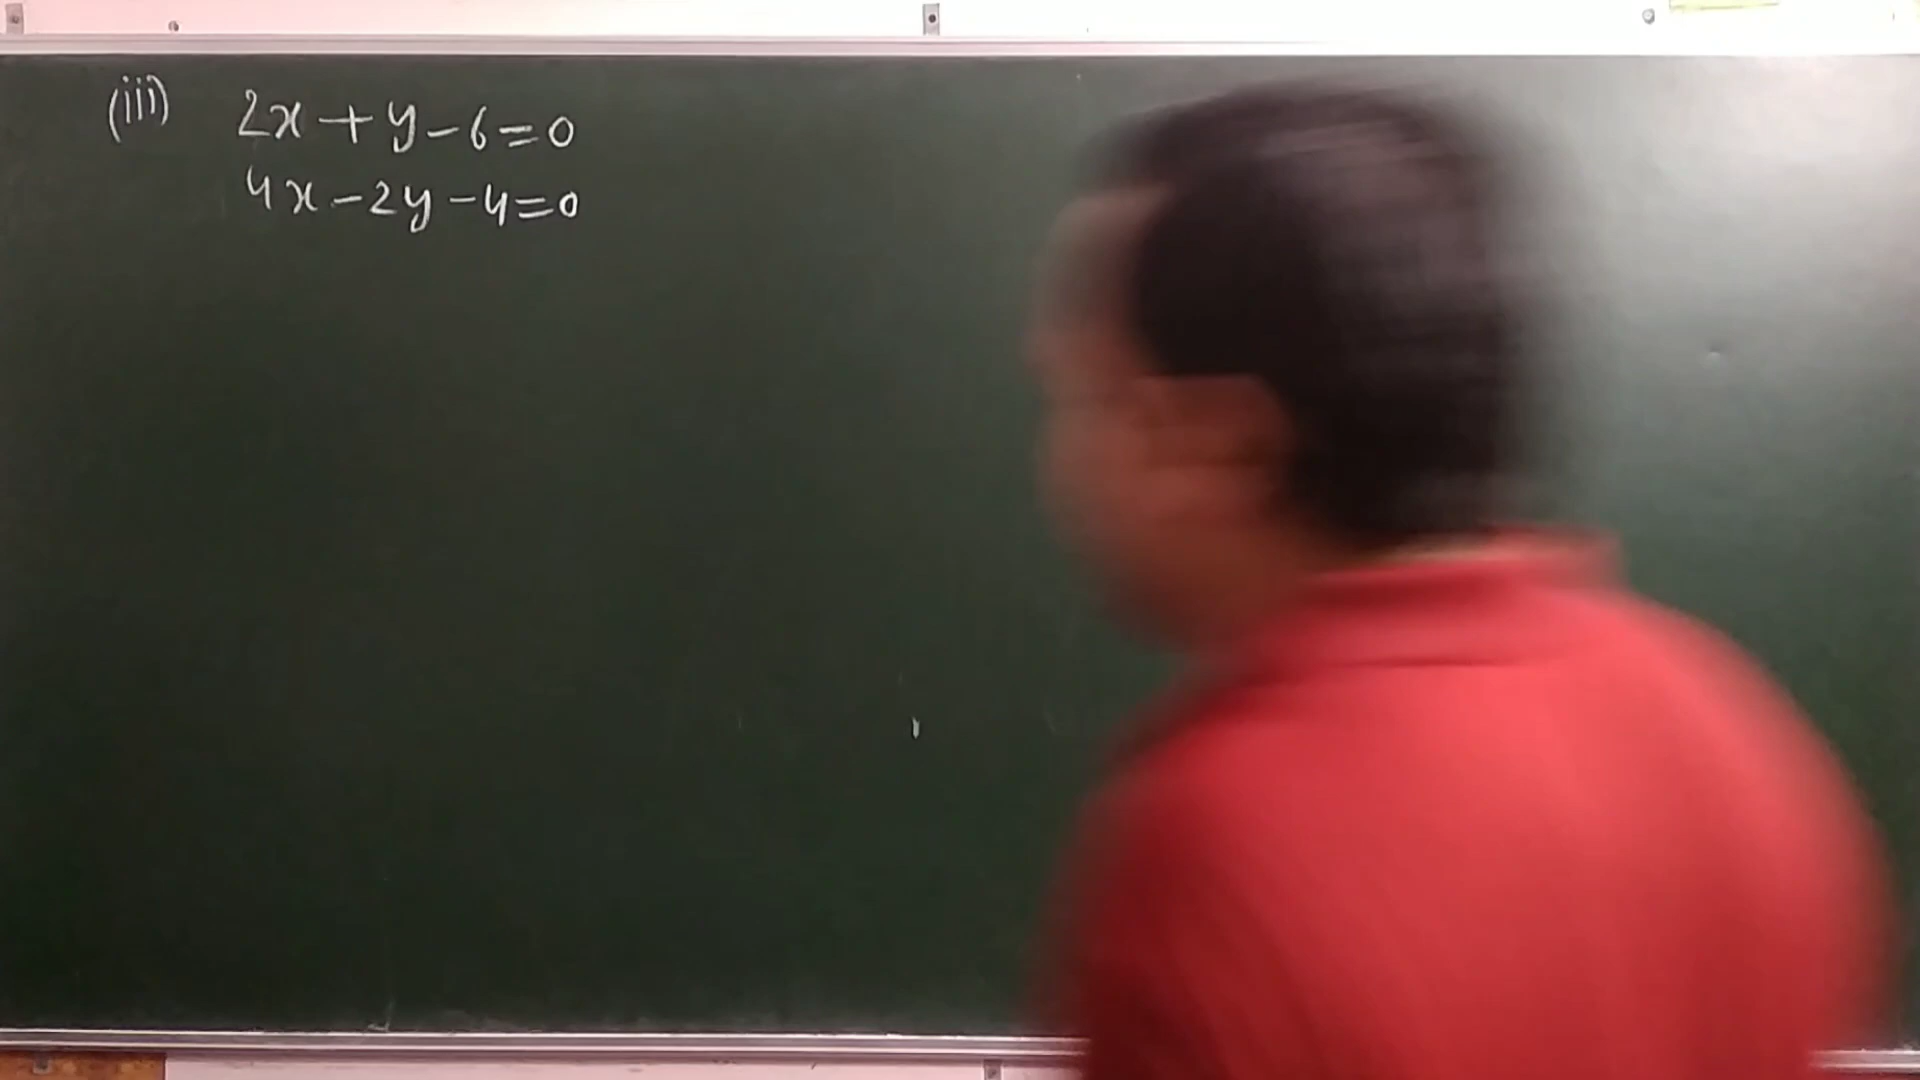 (iii) 2x + y - 6 = 0
4x - 2y - 4 = 0